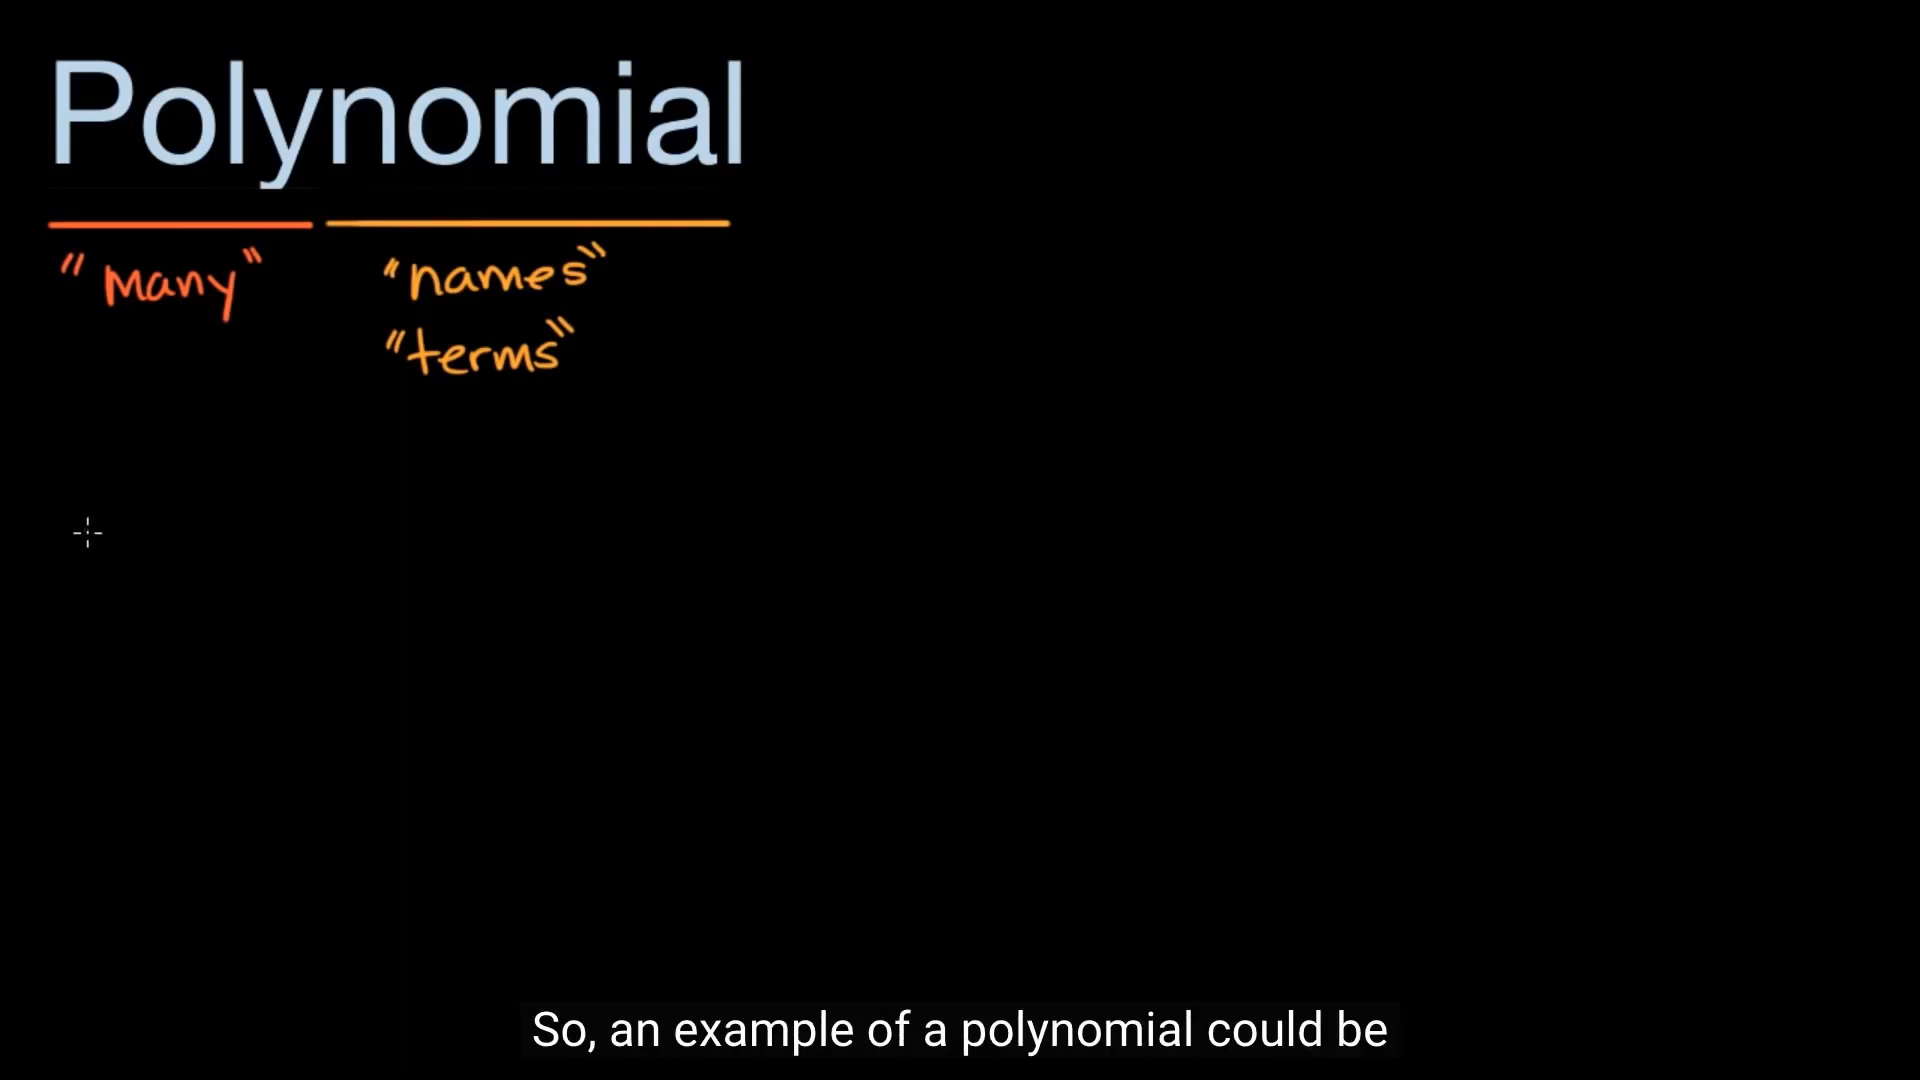 Polynomial
"Many" "names"
"terms"
So, an example of a polynomial could be